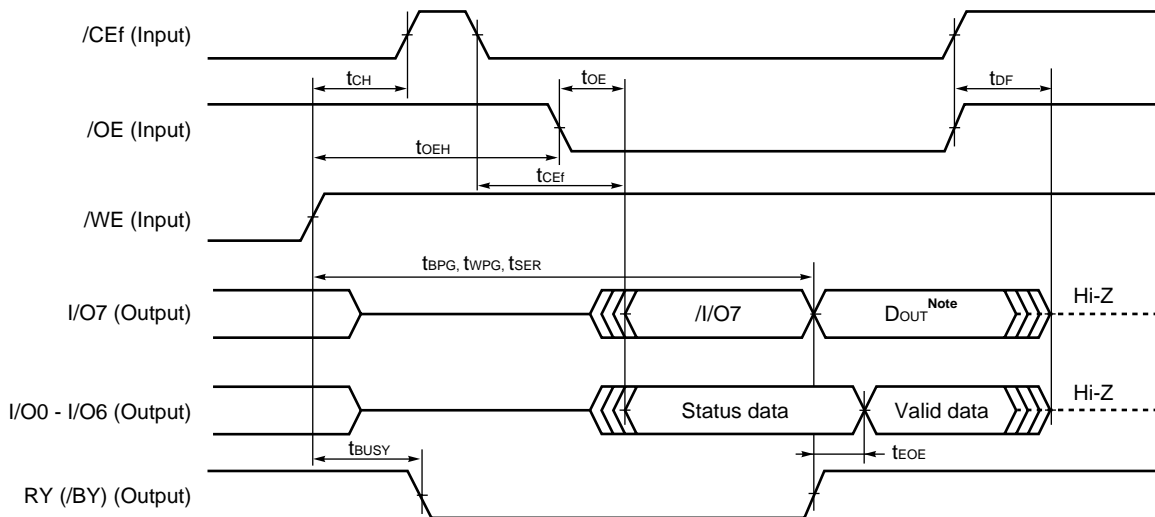 /CEf (Input)
tCH
tOE
tDF
/OE (Input)
tOEH
tCEf
/WE (Input)
tBPG, tWPG, tSER
I/O7 (Output)
/I/O7
DOUT Note
Hi-Z
I/O0 - I/O6 (Output)
Status data
Valid data
Hi-Z
tBUSY
tEOE
RY (/BY) (Output)